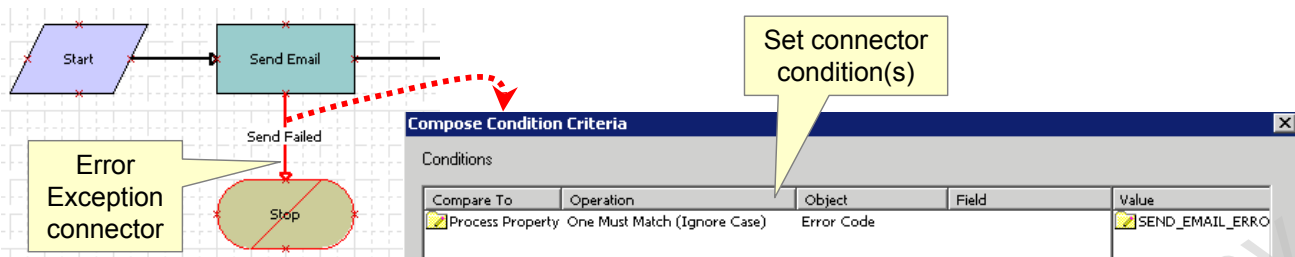 Start
Send Email
Set connector
condition(s)
Send Failed
Error
Exception
connector
Stop
Compose Condition Criteria
Conditions
Compare To Operation Object Field Value
Process Property One Must Match (Ignore Case) Error Code SEND_EMAIL_ERRO